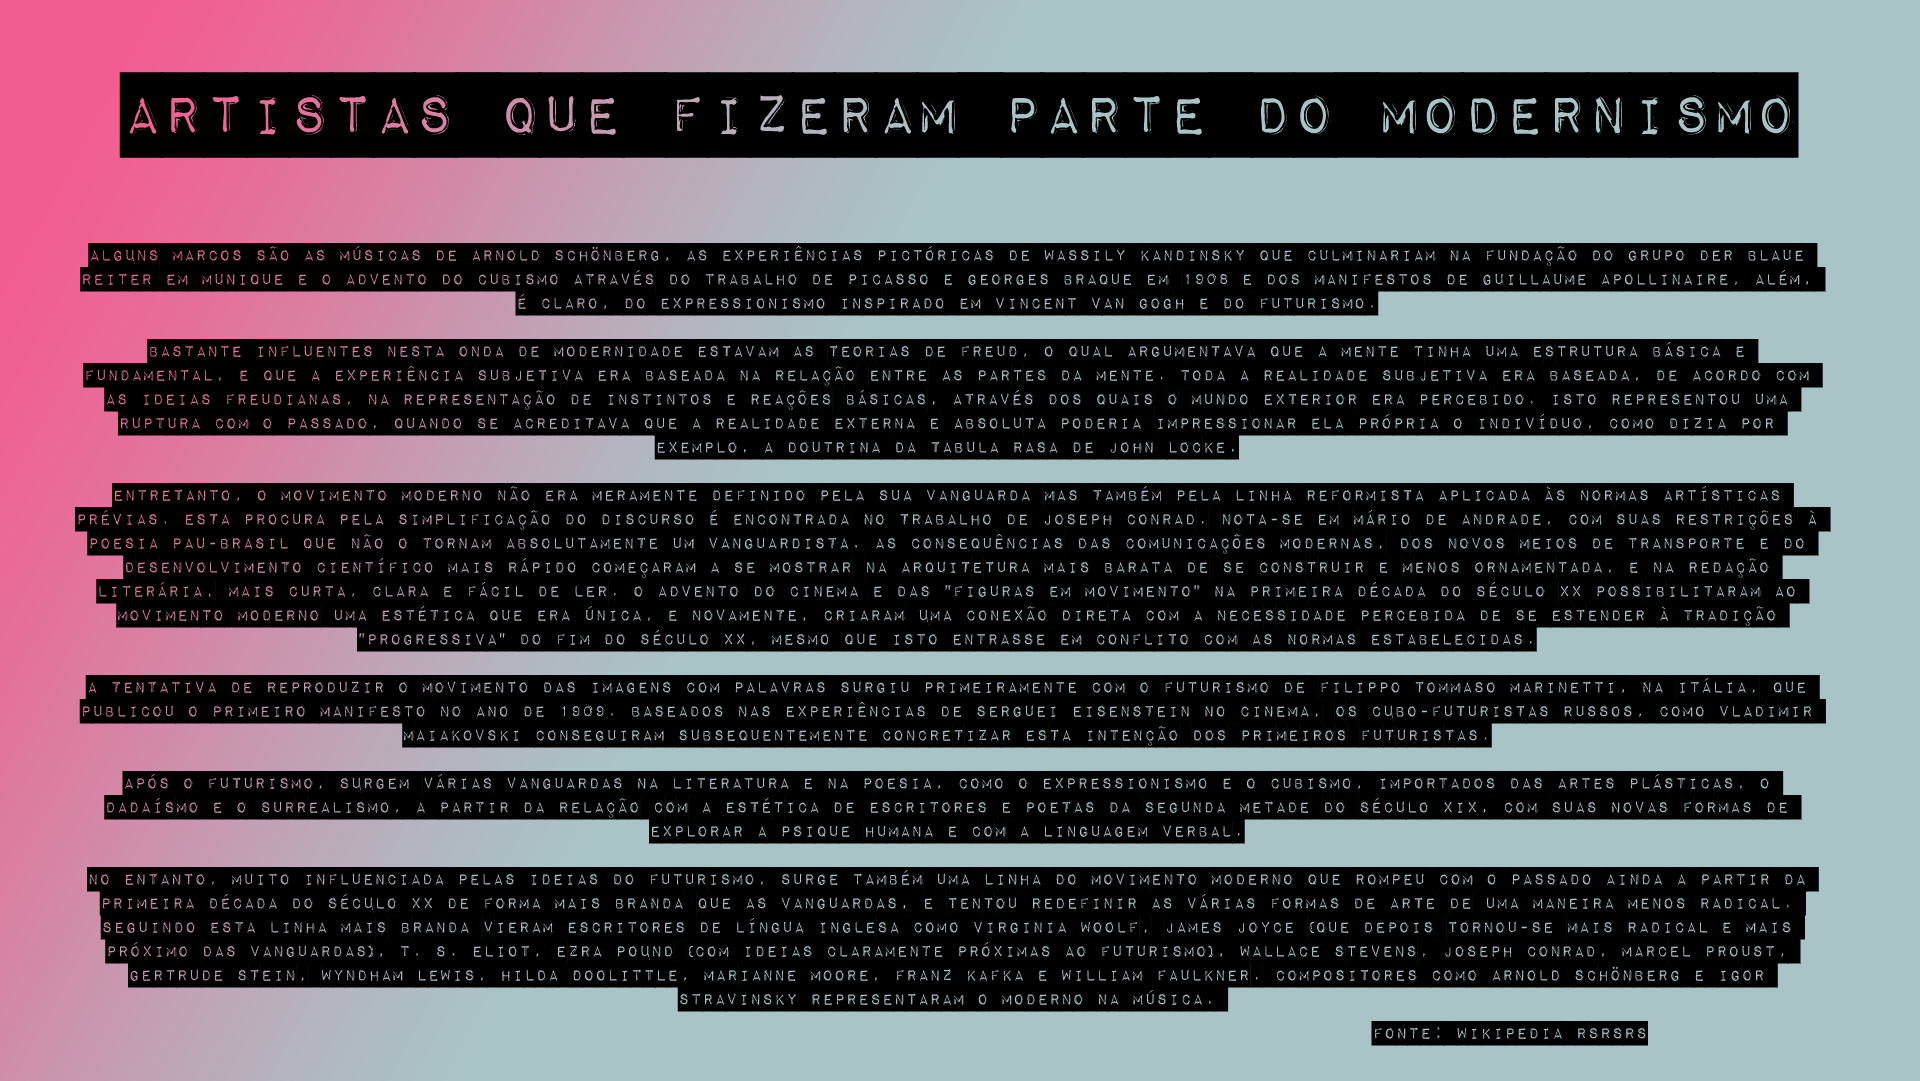 ARTISTAS QUE FIZERAM PARTE DO MODERNISMO
ALGUNS MARCOS SÃO AS MÚSICAS DE ARNOLD SCHÖNBERG, AS EXPERIÊNCIAS PICTÓRICAS DE WASSILY KANDINSKY QUE CULMINARIAM NA FUNDAÇÃO DO GRUPO DER BLAUE
REITER EM MUNIQUE E O ADVENTO DO CUBISMO ATRAVÉS DO TRABALHO DE PICASSO E GEORGES BRAQUE EM 1908 E DOS MANIFESTOS DE GUILLAUME APOLLINAIRE, ALÉM,
É CLARO, DO EXPRESSIONISMO INSPIRADO EM VINCENT VAN GOGH E DO FUTURISMO.
BASTANTE INFLUENTES NESTA ONDA DE MODERNIDADE ESTAVAM AS TEORIAS DE FREUD, O QUAL ARGUMENTAVA QUE A MENTE TINHA UMA ESTRUTURA BÁSICA E
FUNDAMENTAL, E QUE A EXPERIÊNCIA SUBJETIVA ERA BASEADA NA RELAÇÃO ENTRE AS PARTES DA MENTE. TODA A REALIDADE SUBJETIVA ERA BASEADA, DE ACORDO COM
AS IDEIAS FREUDIANAS, NA REPRESENTAÇÃO DE INSTINTOS E REAÇÕES BÁSICAS, ATRAVÉS DOS QUAIS O MUNDO EXTERIOR ERA PERCEBIDO. ISTO REPRESENTOU UMA
RUPTURA COM O PASSADO, QUANDO SE ACREDITAVA QUE A REALIDADE EXTERNA E ABSOLUTA PODERIA IMPRESSIONAR ELA PRÓPRIA O INDIVÍDUO, COMO DIZIA POR
EXEMPLO, A DOUTRINA DA TABULA RASA DE JOHN LOCKE.
ENTRETANTO, O MOVIMENTO MODERNO NÃO ERA MERAMENTE DEFINIDO PELA SUA VANGUARDA MAS TAMBÉM PELA LINHA REFORMISTA APLICADA ÀS NORMAS ARTÍSTICAS
PRÉVIAS. ESTA PROCURA PELA SIMPLIFICAÇÃO DO DISCURSO É ENCONTRADA NO TRABALHO DE JOSEPH CONRAD. NOTA-SE EM MÁRIO DE ANDRADE, COM SUAS RESTRIÇÕES À
POESIA PAU-BRASIL QUE NÃO O TORNAM ABSOLUTAMENTE UM VANGUARDISTA. AS CONSEQUÊNCIAS DAS COMUNICAÇÕES MODERNAS, DOS NOVOS MEIOS DE TRANSPORTE E DO
DESENVOLVIMENTO CIENTÍFICO MAIS RÁPIDO COMEÇARAM A SE MOSTRAR NA ARQUITETURA MAIS BARATA DE SE CONSTRUIR E MENOS ORNAMENTADA, E NA REDAÇÃO
LITERÁRIA, MAIS CURTA, CLARA E FÁCIL DE LER. O ADVENTO DO CINEMA E DAS "FIGURAS EM MOVIMENTO" NA PRIMEIRA DÉCADA DO SÉCULO XX POSSIBILITARAM AO
MOVIMENTO MODERNO UMA ESTÉTICA QUE ERA ÚNICA, E NOVAMENTE, CRIARAM UMA CONEXÃO DIRETA COM A NECESSIDADE PERCEBIDA DE SE ESTENDER À TRADIÇÃO
"PROGRESSIVA" DO FIM DO SÉCULO XX, MESMO QUE ISTO ENTRASSE EM CONFLITO COM AS NORMAS ESTABELECIDAS.
A TENTATIVA DE REPRODUZIR O MOVIMENTO DAS IMAGENS COM PALAVRAS SURGIU PRIMEIRAMENTE COM O FUTURISMO DE FILIPPO TOMMASO MARINETTI, NA ITÁLIA, QUE
PUBLICOU O PRIMEIRO MANIFESTO NO ANO DE 1909. BASEADOS NAS EXPERIÊNCIAS DE SERGUEI EISENSTEIN NO CINEMA, OS CUBO-FUTURISTAS RUSSOS, COMO VLADIMIR
MAIAKOVSKI CONSEGUIRAM SUBSEQUENTEMENTE CONCRETIZAR ESTA INTENÇÃO DOS PRIMEIROS FUTURISTAS.
APÓS O FUTURISMO, SURGEM VÁRIAS VANGUARDAS NA LITERATURA E NA POESIA, COMO O EXPRESSIONISMO E O CUBISMO, IMPORTADOS DAS ARTES PLÁSTICAS, O
DADAÍSMO E O SURREALISMO, A PARTIR DA RELAÇÃO COM A ESTÉTICA DE ESCRITORES E POETAS DA SEGUNDA METADE DO SÉCULO XIX, COM SUAS NOVAS FORMAS DE
EXPLORAR A PSIQUE HUMANA E COM A LINGUAGEM VERBAL.
NO ENTANTO, MUITO INFLUENCIADA PELAS IDEIAS DO FUTURISMO, SURGE TAMBÉM UMA LINHA DO MOVIMENTO MODERNO QUE ROMPEU COM O PASSADO AINDA A PARTIR DA
PRIMEIRA DÉCADA DO SÉCULO XX DE FORMA MAIS BRANDA QUE AS VANGUARDAS, E TENTOU REDEFINIR AS VÁRIAS FORMAS DE ARTE DE UMA MANEIRA MENOS RADICAL.
SEGUINDO ESTA LINHA MAIS BRANDA VIERAM ESCRITORES DE LÍNGUA INGLESA COMO VIRGINIA WOOLF, JAMES JOYCE (QUE DEPOIS TORNOU-SE MAIS RADICAL E MAIS
PRÓXIMO DAS VANGUARDAS), T. S. ELIOT, EZRA POUND (COM IDEIAS CLARAMENTE PRÓXIMAS AO FUTURISMO), WALLACE STEVENS, JOSEPH CONRAD, MARCEL PROUST,
GERTRUDE STEIN, WYNDHAM LEWIS, HILDA DOOLITTLE, MARIANNE MOORE, FRANZ KAFKA E WILLIAM FAULKNER. COMPOSITORES COMO ARNOLD SCHÖNBERG E IGOR
STRAVINSKY REPRESENTARAM O MODERNO NA MÚSICA.
FONTE: WIKIPEDIA RSRSRS